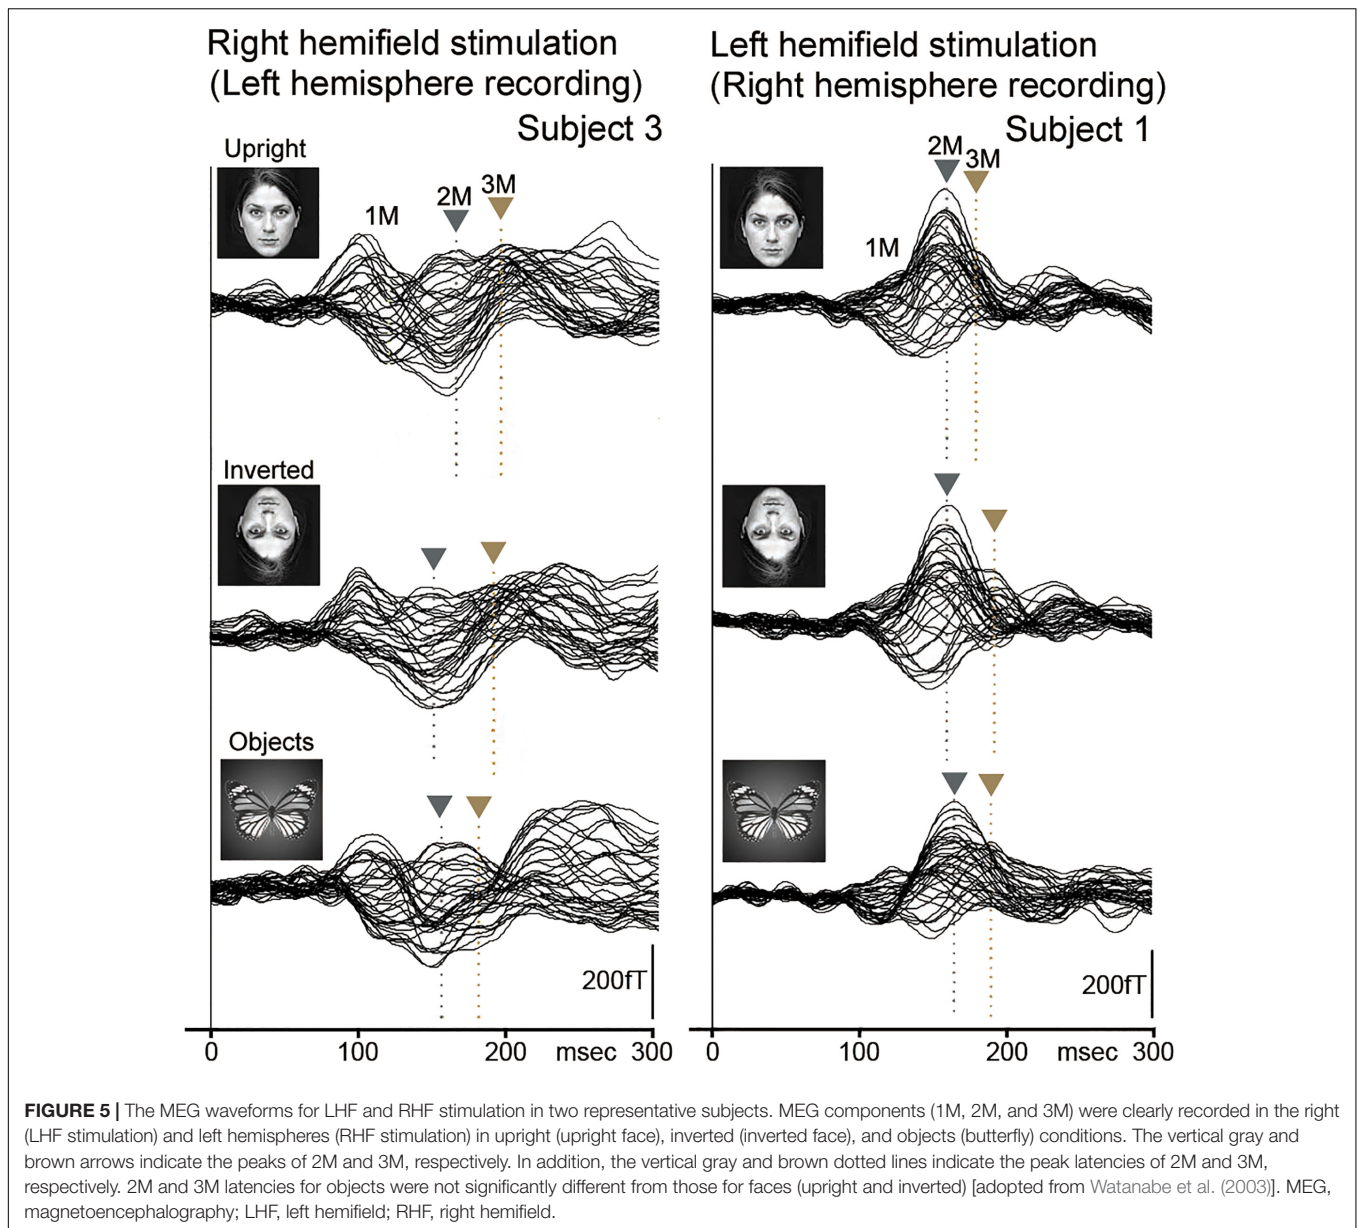 Right hemifield stimulation
(Left hemisphere recording)
Subject 3
Left hemifield stimulation
(Right hemisphere recording)
Subject 1
Upright
1M
2M
3M
1M
2M
3M
Inverted
Objects
200fT
200fT
0 100 200 msec 300
0 100 200 msec 300
FIGURE 5 | The MEG waveforms for LHF and RHF stimulation in two representative subjects. MEG components (1M, 2M, and 3M) were clearly recorded in the right
(LHF stimulation) and left hemispheres (RHF stimulation) in upright (upright face), inverted (inverted face), and objects (butterfly) conditions. The vertical gray and
brown arrows indicate the peaks of 2M and 3M, respectively. In addition, the vertical gray and brown dotted lines indicate the peak latencies of 2M and 3M,
respectively. 2M and 3M latencies for objects were not significantly different from those for faces (upright and inverted) [adopted from Watanabe et al. (2003)]. MEG,
magnetoencephalography; LHF, left hemifield; RHF, right hemifield.